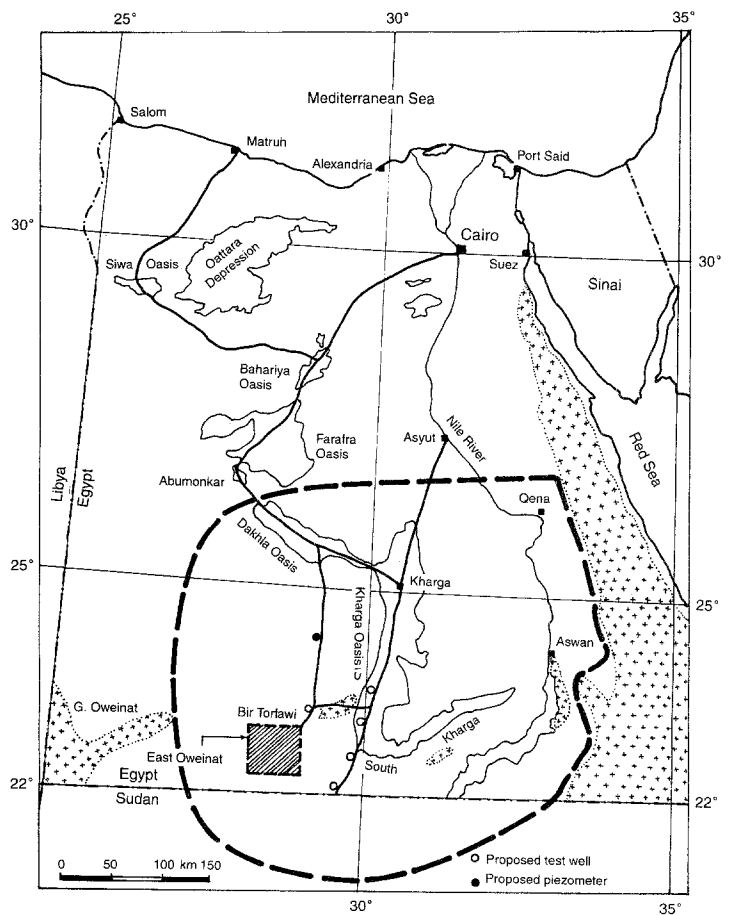 25°
30°
35°
Mediterranean Sea
Salom
Matruh
Alexandria
Port Said
30°
Cairo
Suez
30°
Siwa Oasis
Qattara
Depression
Sinai
Bahariya
Oasis
Farafra
Oasis
Asyut
Nile River
Red Sea
Libya
Egypt
Abumonkar
Qena
Dakhla Oasis
25°
Kharga
25°
Kharga Oasis
Aswan
G. Oweinat
Bir Torfawi
East Oweinat
Kharga
South
22°
Egypt
Sudan
22°
0 50 100 km 150
Proposed test well
Proposed piezometer
30°
35°